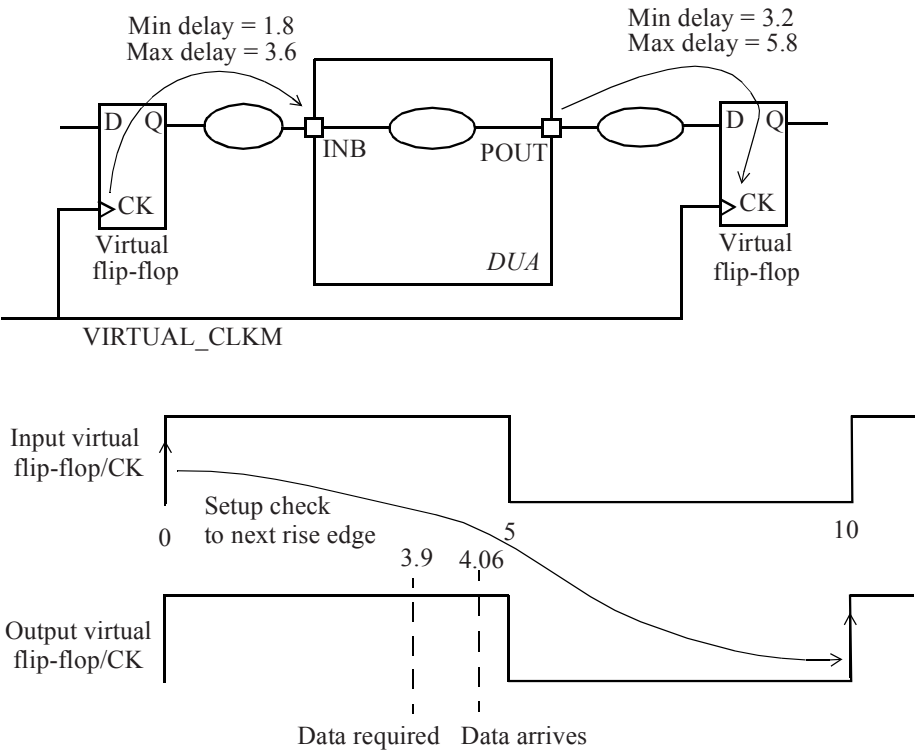 Min delay = 1.8
Max delay = 3.6
Min delay = 3.2
Max delay = 5.8
D Q
INB
POUT
D Q
CK
CK
Virtual
flip-flop
DUA
Virtual
flip-flop
VIRTUAL_CLKM
Input virtual
flip-flop/CK
Setup check
to next rise edge
0
5
10
3.9
4.06
Output virtual
flip-flop/CK
Data required
Data arrives